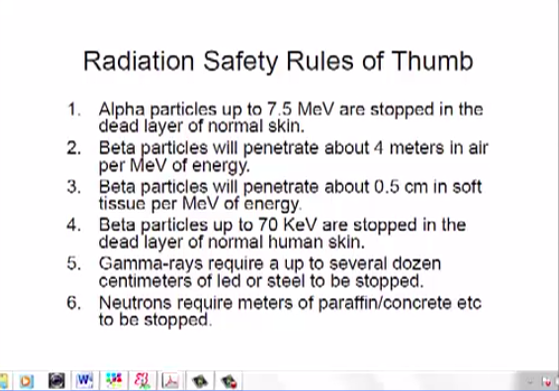 Radiation Safety Rules of Thumb
1. Alpha particles up to 7.5 MeV are stopped in the
dead layer of normal skin.
2. Beta particles will penetrate about 4 meters in air
per MeV of energy.
3. Beta particles will penetrate about 0.5 cm in soft
tissue per MeV of energy.
4. Beta particles up to 70 KeV are stopped in the
dead layer of normal human skin.
5. Gamma-rays require a up to several dozen
centimeters of led or steel to be stopped.
6. Neutrons require meters of paraffin/concrete etc
to be stopped.
W